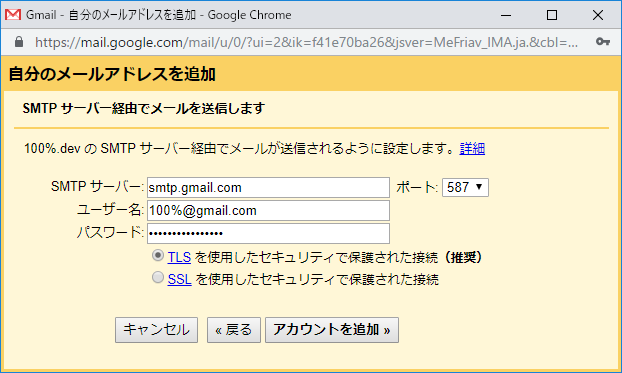 Gmail - 自分のメールアドレスを追加 - Google Chrome
https://mail.google.com/mail/u/0/?ui=2&ik=f41e70ba26&jsver=MeFriav_IMA.ja.&cbl=...
自分のメールアドレスを追加
SMTP サーバー経由でメールを送信します
100%.dev の SMTP サーバー経由でメールが送信されるように設定します。詳細
SMTP サーバー: smtp.gmail.com ポート: 587
ユーザー名: 100%@gmail.com
パスワード: ••••••••••••••••
TLS を使用したセキュリティで保護された接続（推奨）
SSL を使用したセキュリティで保護された接続
キャンセル « 戻る アカウントを追加 »